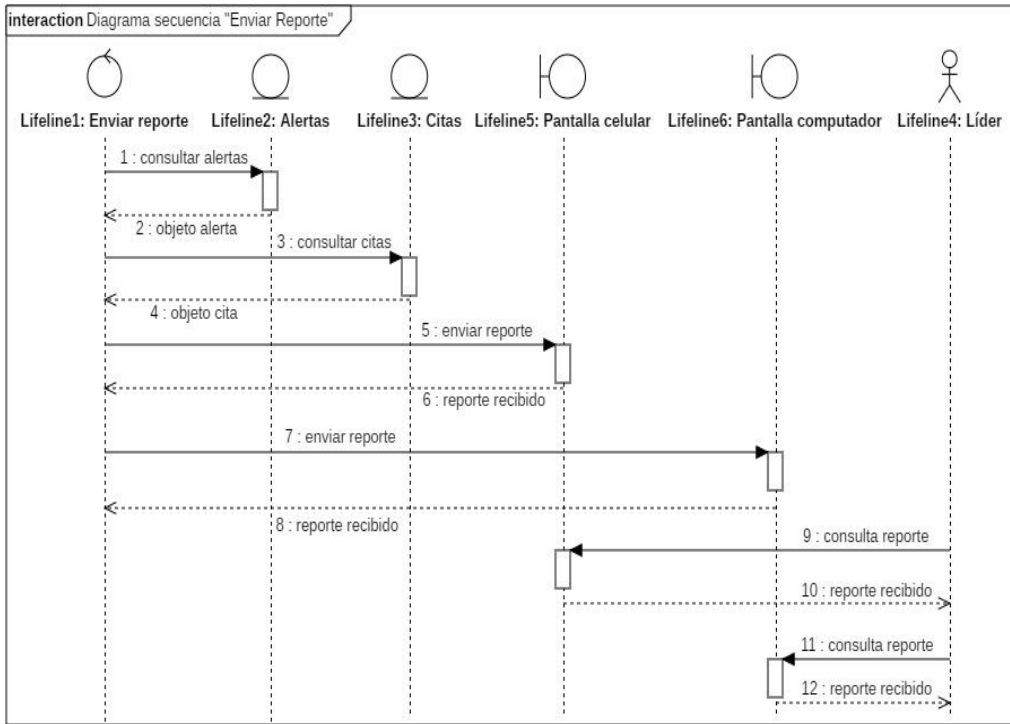 interaction Diagrama secuencia "Enviar Reporte"
Lifeline1: Enviar reporte Lifeline2: Alertas Lifeline3: Citas Lifeline5: Pantalla celular Lifeline6: Pantalla computador Lifeline4: Líder
1 : consultar alertas
2 : objeto alerta
3 : consultar citas
4 : objeto cita
5 : enviar reporte
6 : reporte recibido
7 : enviar reporte
8 : reporte recibido
9 : consulta reporte
10 : reporte recibido
11 : consulta reporte
12 : reporte recibido